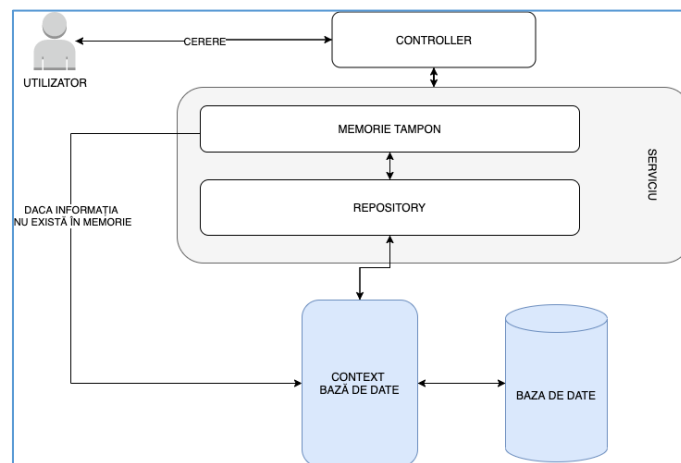 CERERE
CONTROLLER
UTILIZATOR
MEMORIE TAMPON
SERVICIU
REPOSITORY
DACA INFORMAȚIA
NU EXISTĂ ÎN MEMORIE
CONTEXT
BAZĂ DE DATE
BAZA DE DATE